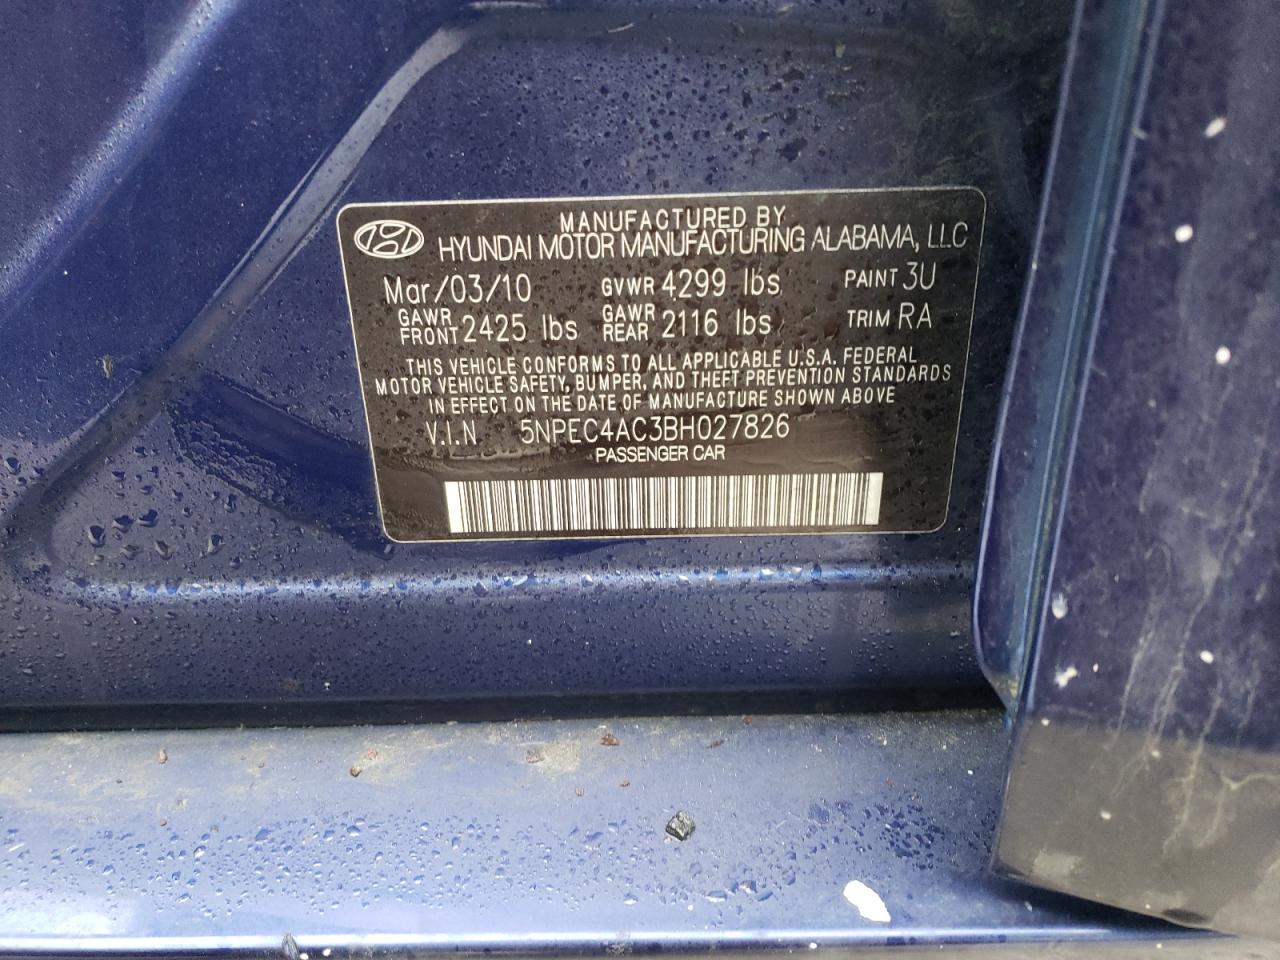 MANUFACTURED BY
HYUNDAI MOTOR MANUFACTURING ALABAMA, LLC
Mar/03/10 GVWR 4299 lbs PAINT 3U
GAWR FRONT 2425 lbs GAWR REAR 2116 lbs TRIM RA
THIS VEHICLE CONFORMS TO ALL APPLICABLE U.S.A. FEDERAL
MOTOR VEHICLE SAFETY, BUMPER, AND THEFT PREVENTION STANDARDS
IN EFFECT ON THE DATE OF MANUFACTURE SHOWN ABOVE
V.I.N 5NPEC4AC3BH027826
PASSENGER CAR